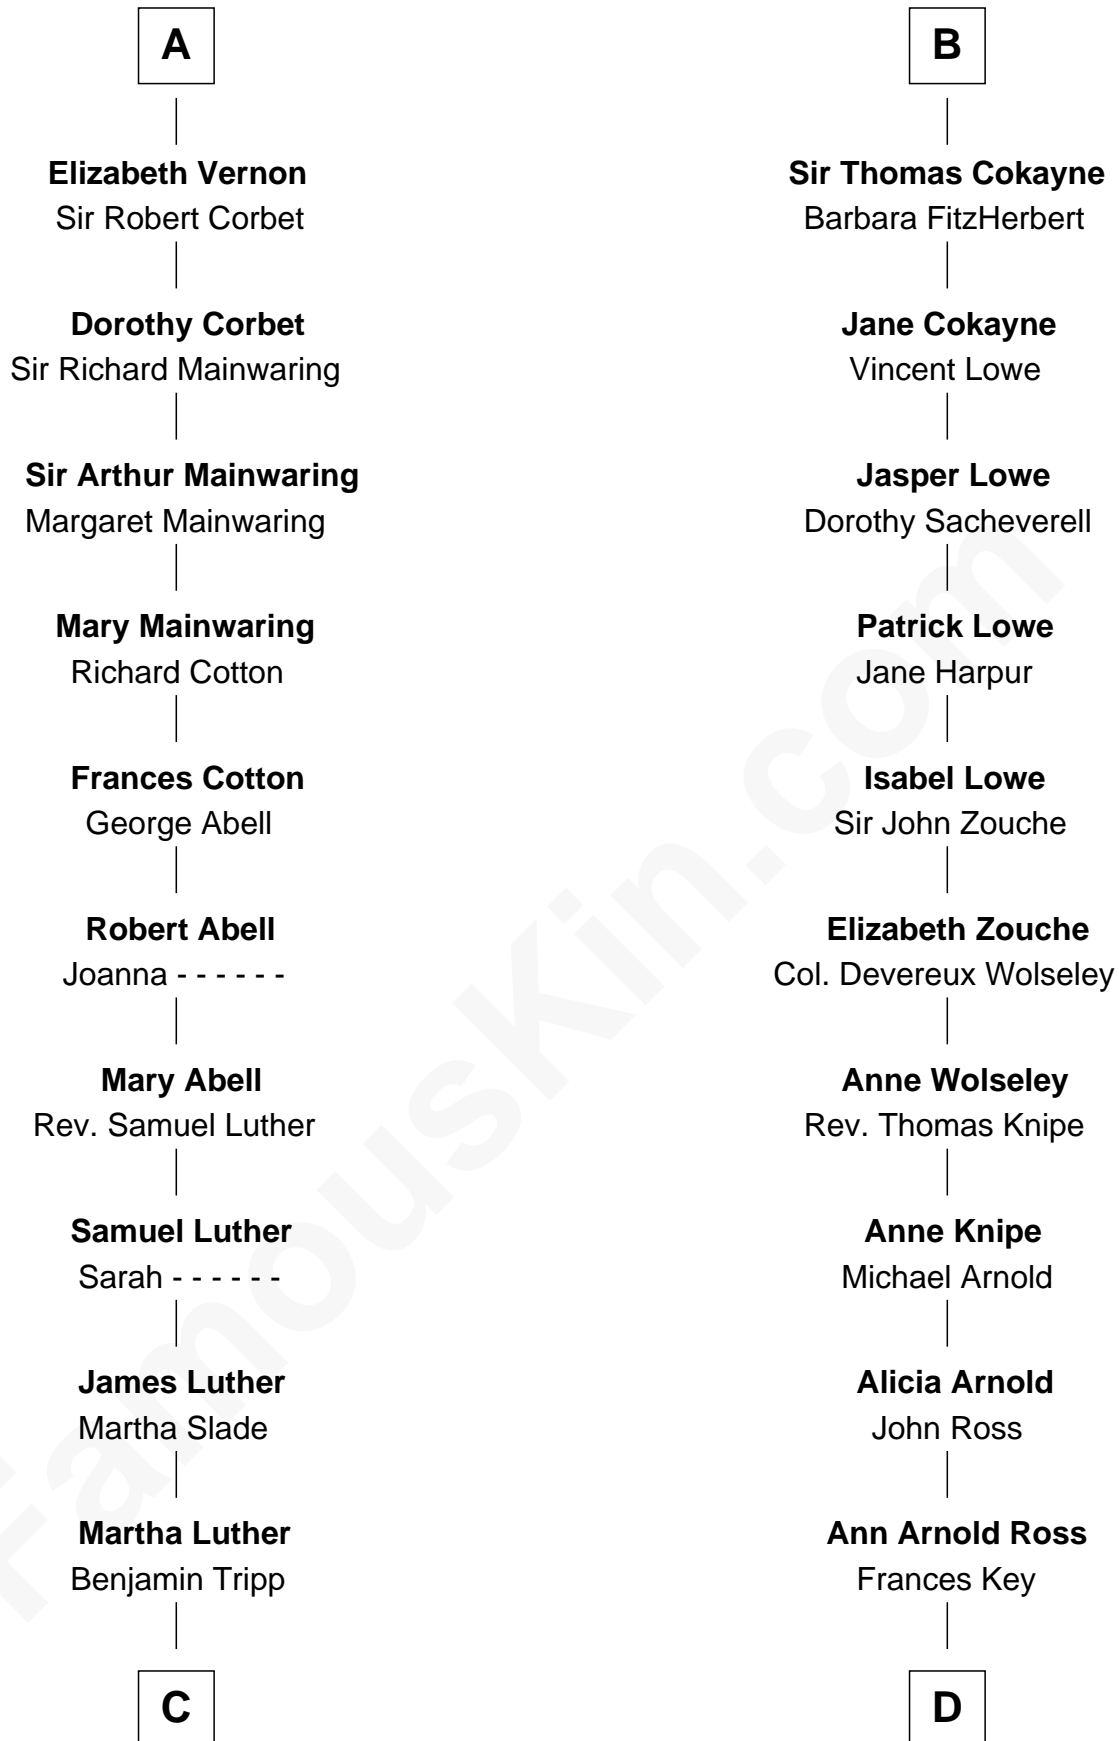 A
Elizabeth Vernon
Sir Robert Corbet
Dorothy Corbet
Sir Richard Mainwaring
Sir Arthur Mainwaring
Margaret Mainwaring
Mary Mainwaring
Richard Cotton
Frances Cotton
George Abell
Robert Abell
Joanna - - - - - -
Mary Abell
Rev. Samuel Luther
Samuel Luther
Sarah - - - - - -
James Luther
Martha Slade
Martha Luther
Benjamin Tripp
C
B
Sir Thomas Cokayne
Barbara FitzHerbert
Jane Cokayne
Vincent Lowe
Jasper Lowe
Dorothy Sacheverell
Patrick Lowe
Jane Harpur
Isabel Lowe
Sir John Zouche
Elizabeth Zouche
Col. Devereux Wolseley
Anne Wolseley
Rev. Thomas Knipe
Anne Knipe
Michael Arnold
Alicia Arnold
John Ross
Ann Arnold Ross
Frances Key
D
FamousKin.com